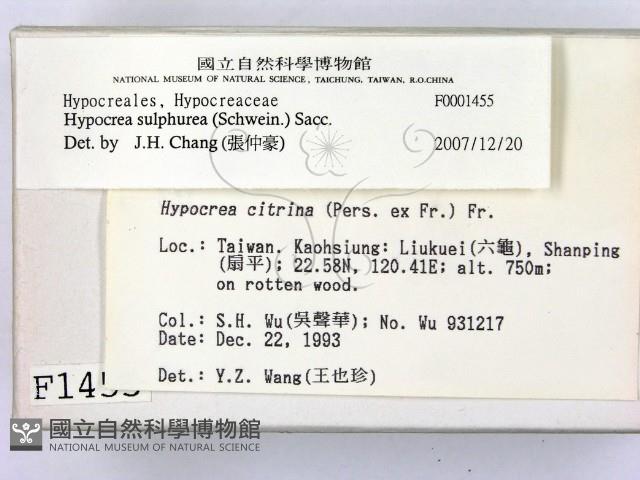 國立自然科學博物館
NATIONAL MUSEUM OF NATURAL SCIENCE, TAICHUNG, TAIWAN, R.O.CHINA
Hypocreales, Hypocreaceae F0001455
Hypocrea sulphurea (Schwein.) Sacc.
Det. by J.H. Chang (張仲豪) 2007/12/20
Hypocrea citrina (Pers. ex Fr.) Fr.
Loc.: Taiwan. Kaohsiung: Liukuei(六龜), Shanping
(扇平); 22.58N, 120.41E; alt. 750m;
on rotten wood.
Col.: S.H. Wu(吳聲華); No. Wu 931217
Date: Dec. 22, 1993
Det.: Y.Z. Wang(王也珍)
F1455
國立自然科學博物館
NATIONAL MUSEUM OF NATURAL SCIENCE